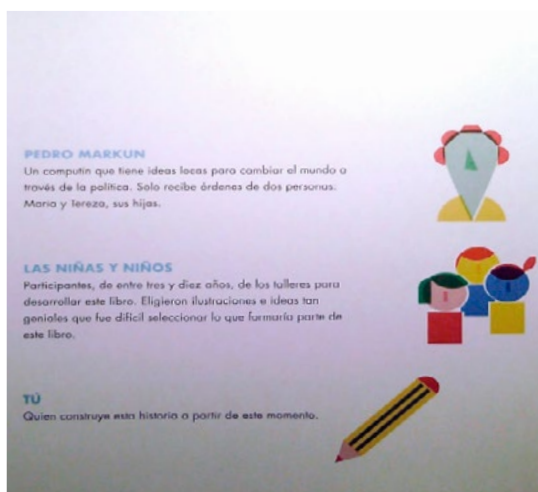 PEDRO MARKUN
Un computín que tiene ideas locas para cambiar el mundo a
través de la política. Solo recibe órdenes de dos personas:
Maria y Tereza, sus hijas.
LAS NIÑAS Y NIÑOS
Participantes, de entre tres y diez años, de los talleres para
desarrollar este libro. Eligieron ilustraciones e ideas tan
geniales que fue difícil seleccionar lo que formaría parte de
este libro.
TÚ
Quien construye esta historia a partir de este momento.